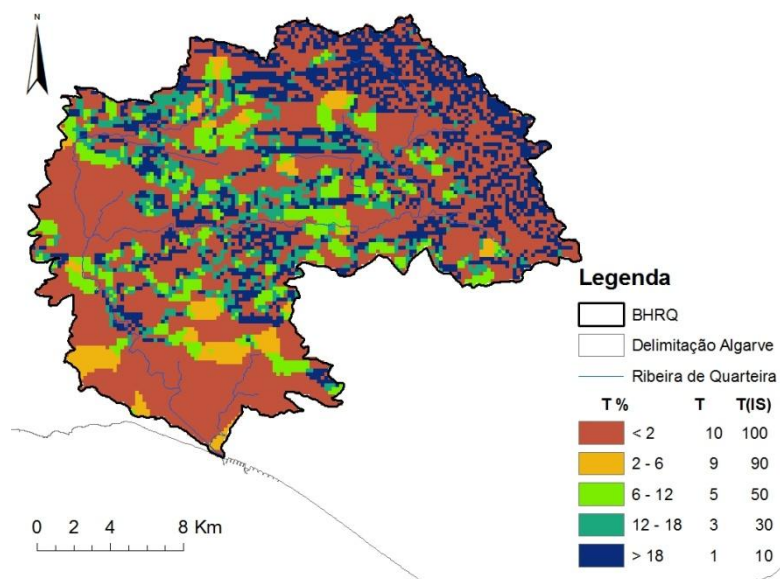 N
Legenda
BHRQ
Delimitação Algarve
Ribeira de Quarteira
T % T T(IS)
< 2 10 100
2 - 6 9 90
6 - 12 5 50
12 - 18 3 30
> 18 1 10
0 2 4 8 Km